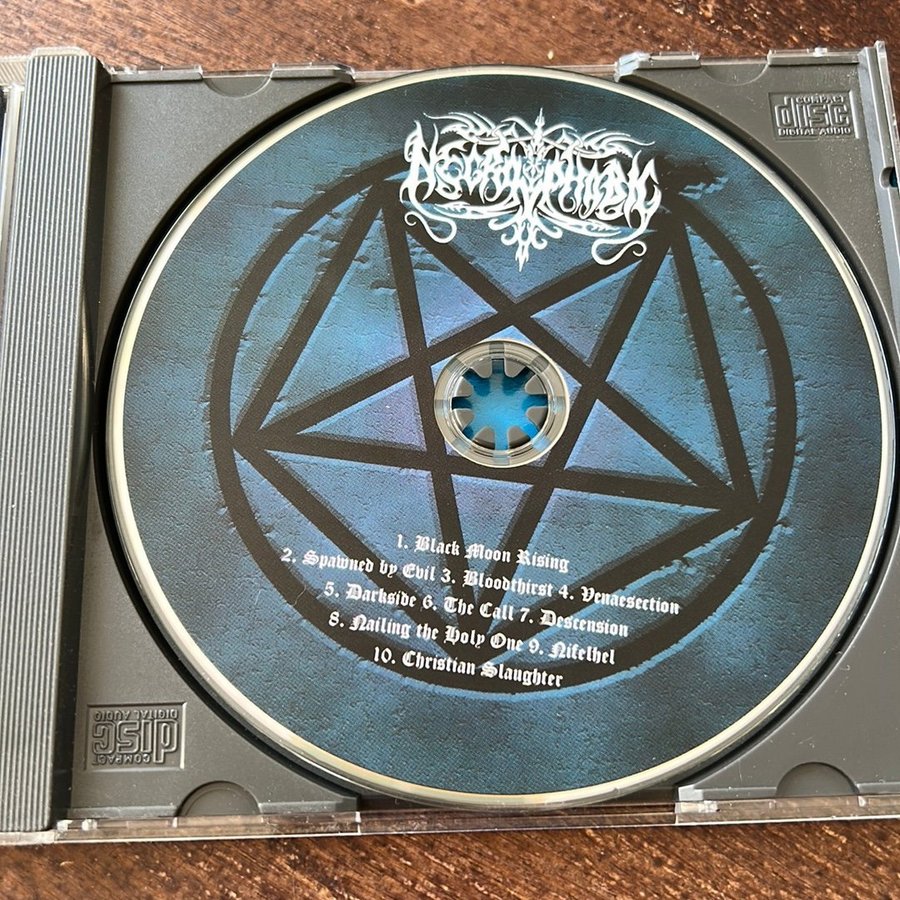 COMPACT
disc
DIGITAL AUDIO
NECROPHOBIC
1. Black Moon Rising
2. Spawned by Evil 3. Bloodthirst 4. Venaesection
5. Darkside 6. The Call 7. Descension
8. Nailing the Holy One 9. Nifelhel
10. Christian Slaughter
COMPACT
disc
DIGITAL AUDIO